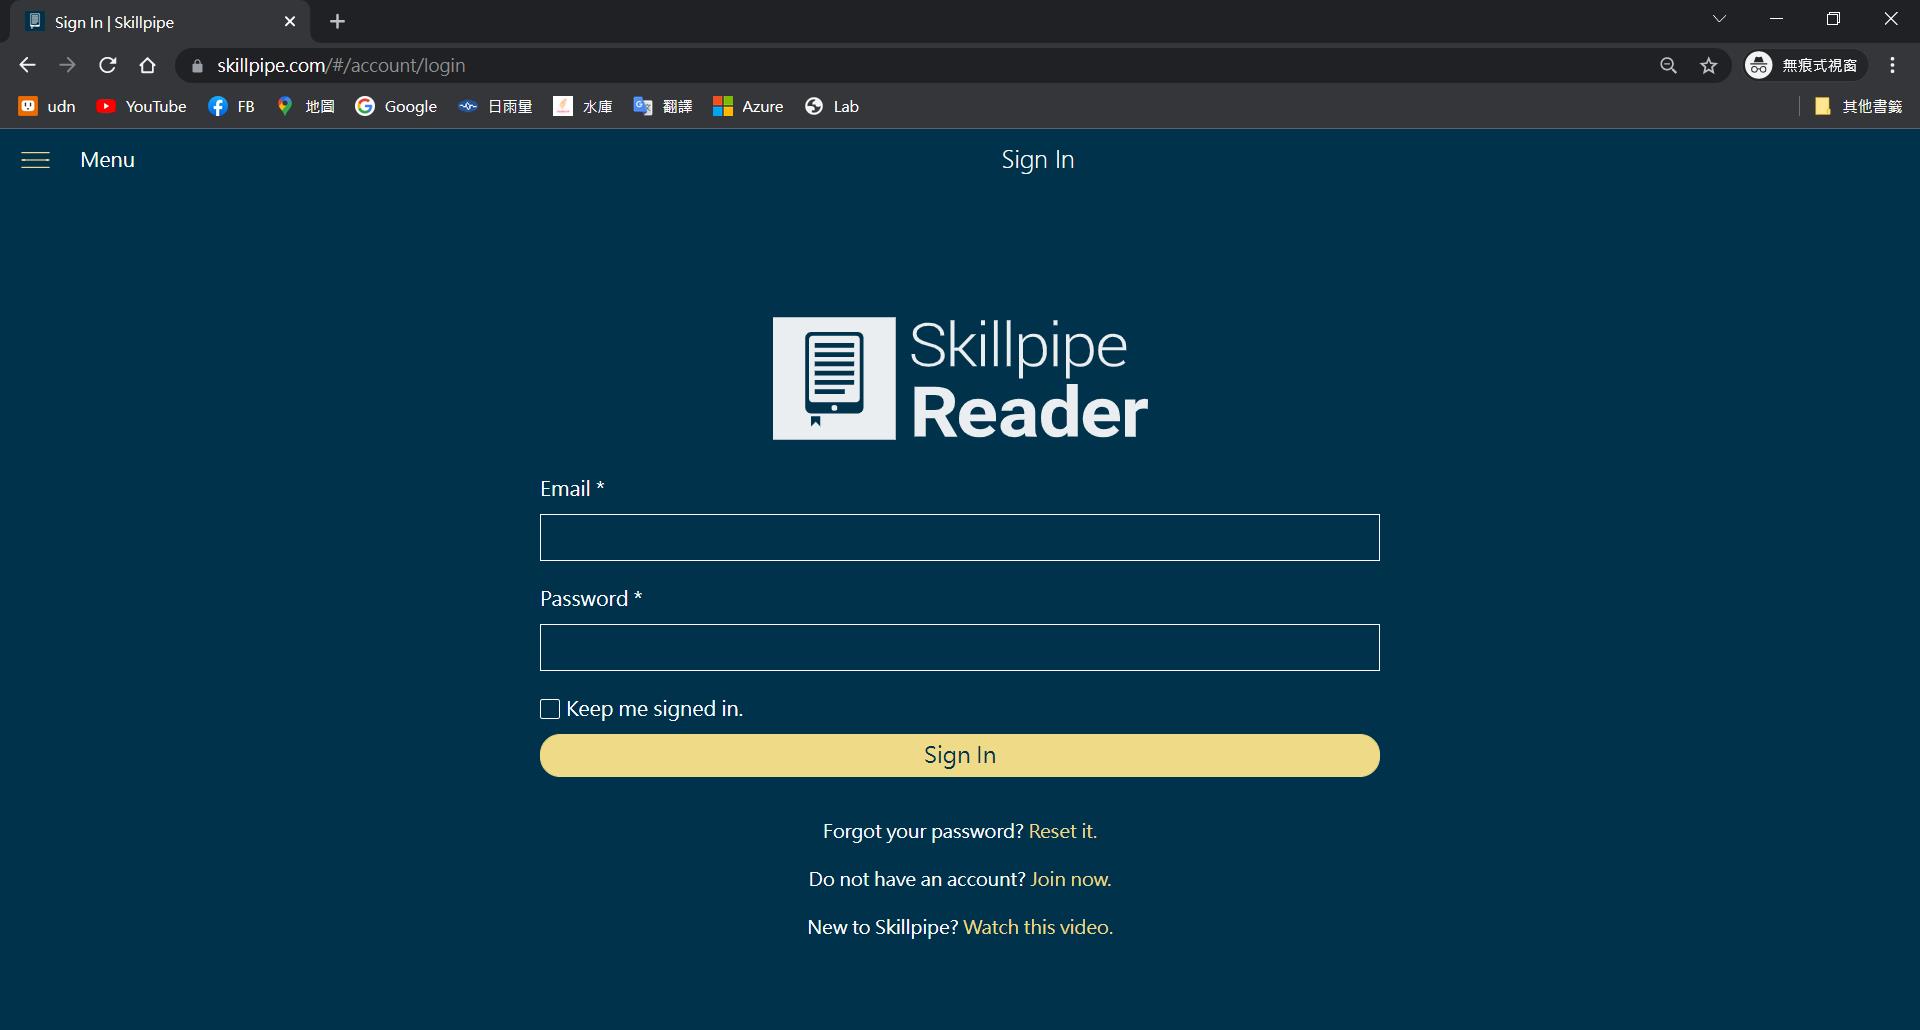 Sign In | Skillpipe
skillpipe.com/#/account/login
無痕式視窗
udn YouTube FB 地圖 Google 日雨量 水庫 翻譯 Azure Lab 其他書籤
Menu
Sign In
Skillpipe
Reader
Email *
Password *
Keep me signed in.
Sign In
Forgot your password? Reset it.
Do not have an account? Join now.
New to Skillpipe? Watch this video.